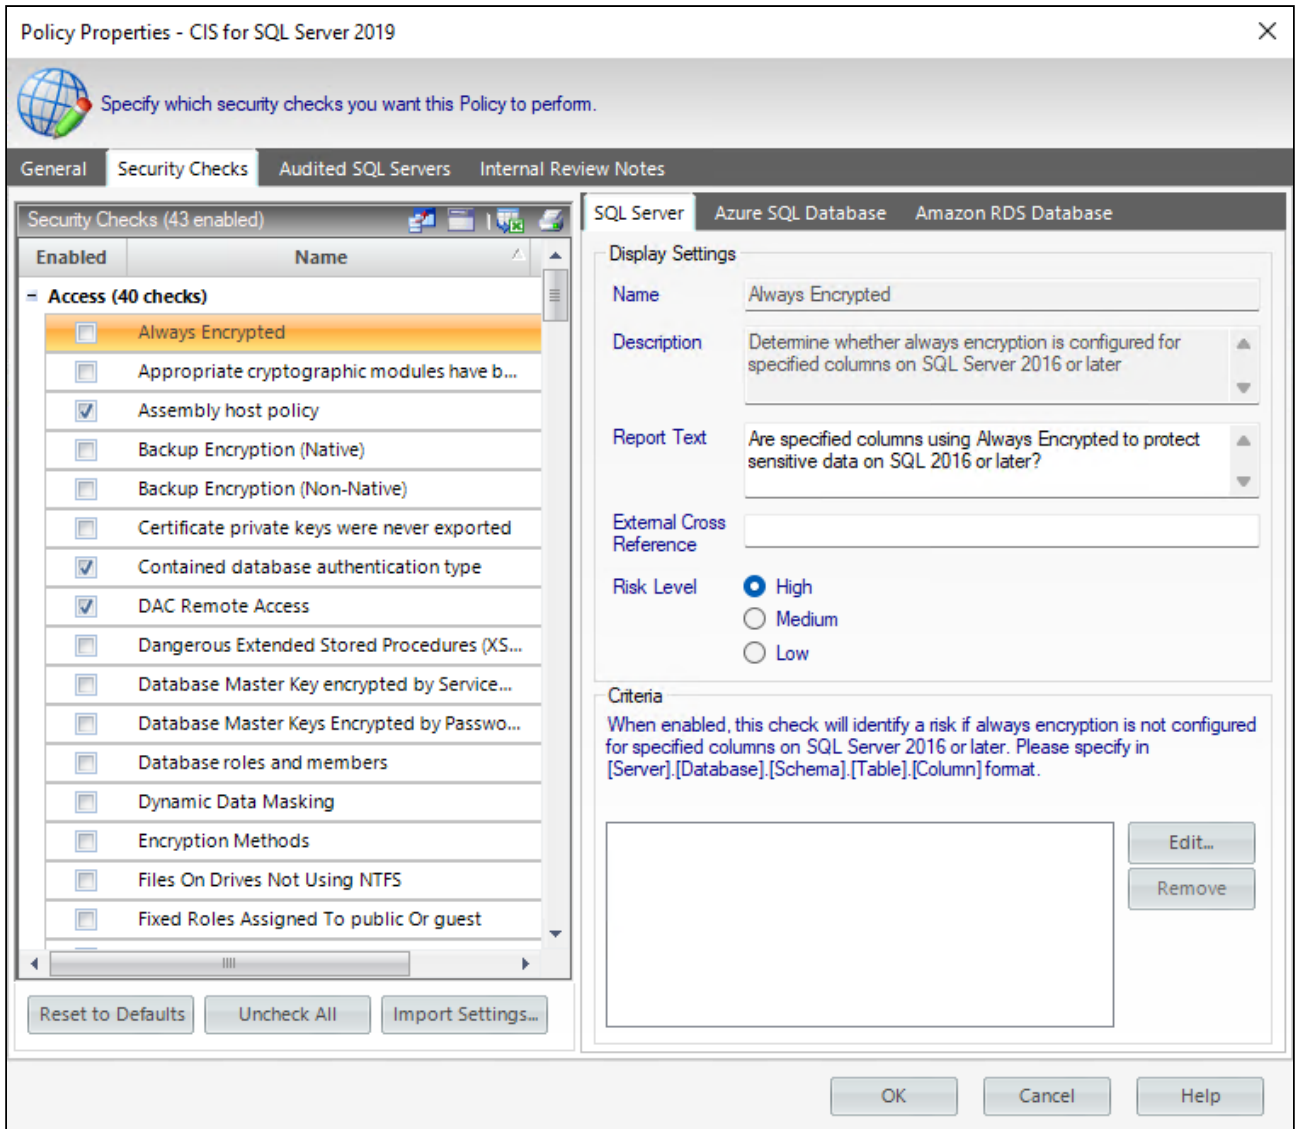 Policy Properties - CIS for SQL Server 2019
Specify which security checks you want this Policy to perform.
General
Security Checks
Audited SQL Servers
Internal Review Notes
Security Checks (43 enabled)
Enabled
Name
Access (40 checks)
Always Encrypted
Appropriate cryptographic modules have b...
Assembly host policy
Backup Encryption (Native)
Backup Encryption (Non-Native)
Certificate private keys were never exported
Contained database authentication type
DAC Remote Access
Dangerous Extended Stored Procedures (XS...
Database Master Key encrypted by Service...
Database Master Keys Encrypted by Passwo...
Database roles and members
Dynamic Data Masking
Encryption Methods
Files On Drives Not Using NTFS
Fixed Roles Assigned To public Or guest
Reset to Defaults
Uncheck All
Import Settings...
SQL Server
Azure SQL Database
Amazon RDS Database
Display Settings
Name
Always Encrypted
Description
Determine whether always encryption is configured for
specified columns on SQL Server 2016 or later
Report Text
Are specified columns using Always Encrypted to protect
sensitive data on SQL 2016 or later?
External Cross
Reference
Risk Level
High
Medium
Low
Criteria
When enabled, this check will identify a risk if always encryption is not configured
for specified columns on SQL Server 2016 or later. Please specify in
[Server].[Database].[Schema].[Table].[Column] format.
Edit...
Remove
OK
Cancel
Help